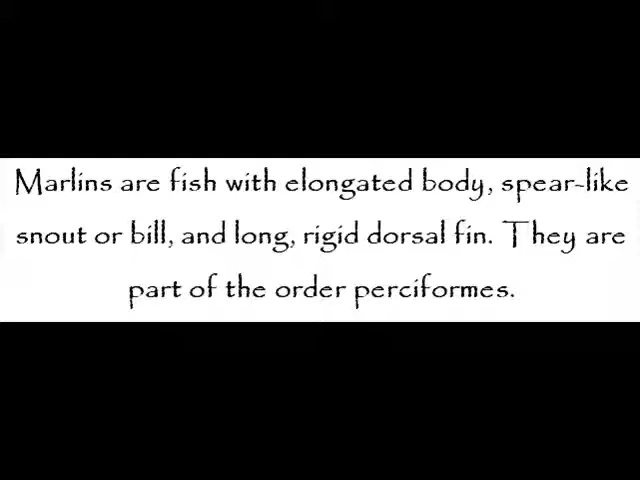 Marlins are fish with elongated body, spear-like
snout or bill, and long, rigid dorsal fin. They are
part of the order perciformes.